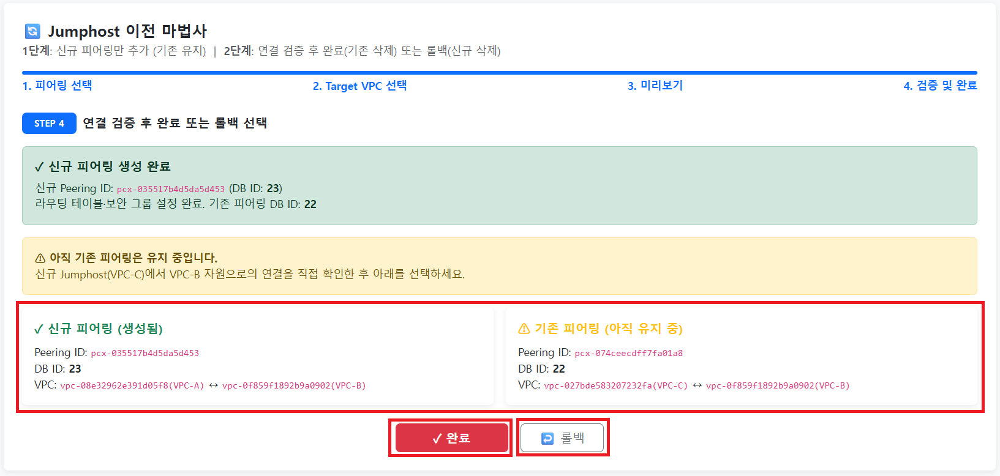 Jumphost 이전 마법사
1단계: 신규 피어링만 추가 (기존 유지) | 2단계: 연결 검증 후 완료(기존 삭제) 또는 롤백(신규 삭제)
1. 피어링 선택
2. Target VPC 선택
3. 미리보기
4. 검증 및 완료
STEP 4 연결 검증 후 완료 또는 롤백 선택
✓ 신규 피어링 생성 완료
신규 Peering ID: pcx-035517b4d5da5d453 (DB ID: 23)
라우팅 테이블·보안 그룹 설정 완료. 기존 피어링 DB ID: 22
⚠ 아직 기존 피어링은 유지 중입니다.
신규 Jumphost(VPC-C)에서 VPC-B 자원으로의 연결을 직접 확인한 후 아래를 선택하세요.
✓ 신규 피어링 (생성됨)
Peering ID: pcx-035517b4d5da5d453
DB ID: 23
VPC: vpc-08e32962e391d05f8(VPC-A) ↔ vpc-0f859f1892b9a0902(VPC-B)
⚠ 기존 피어링 (아직 유지 중)
Peering ID: pcx-074ceecdff7fa01a8
DB ID: 22
VPC: vpc-027bde583207232fa(VPC-C) ↔ vpc-0f859f1892b9a0902(VPC-B)
✓ 완료
롤백